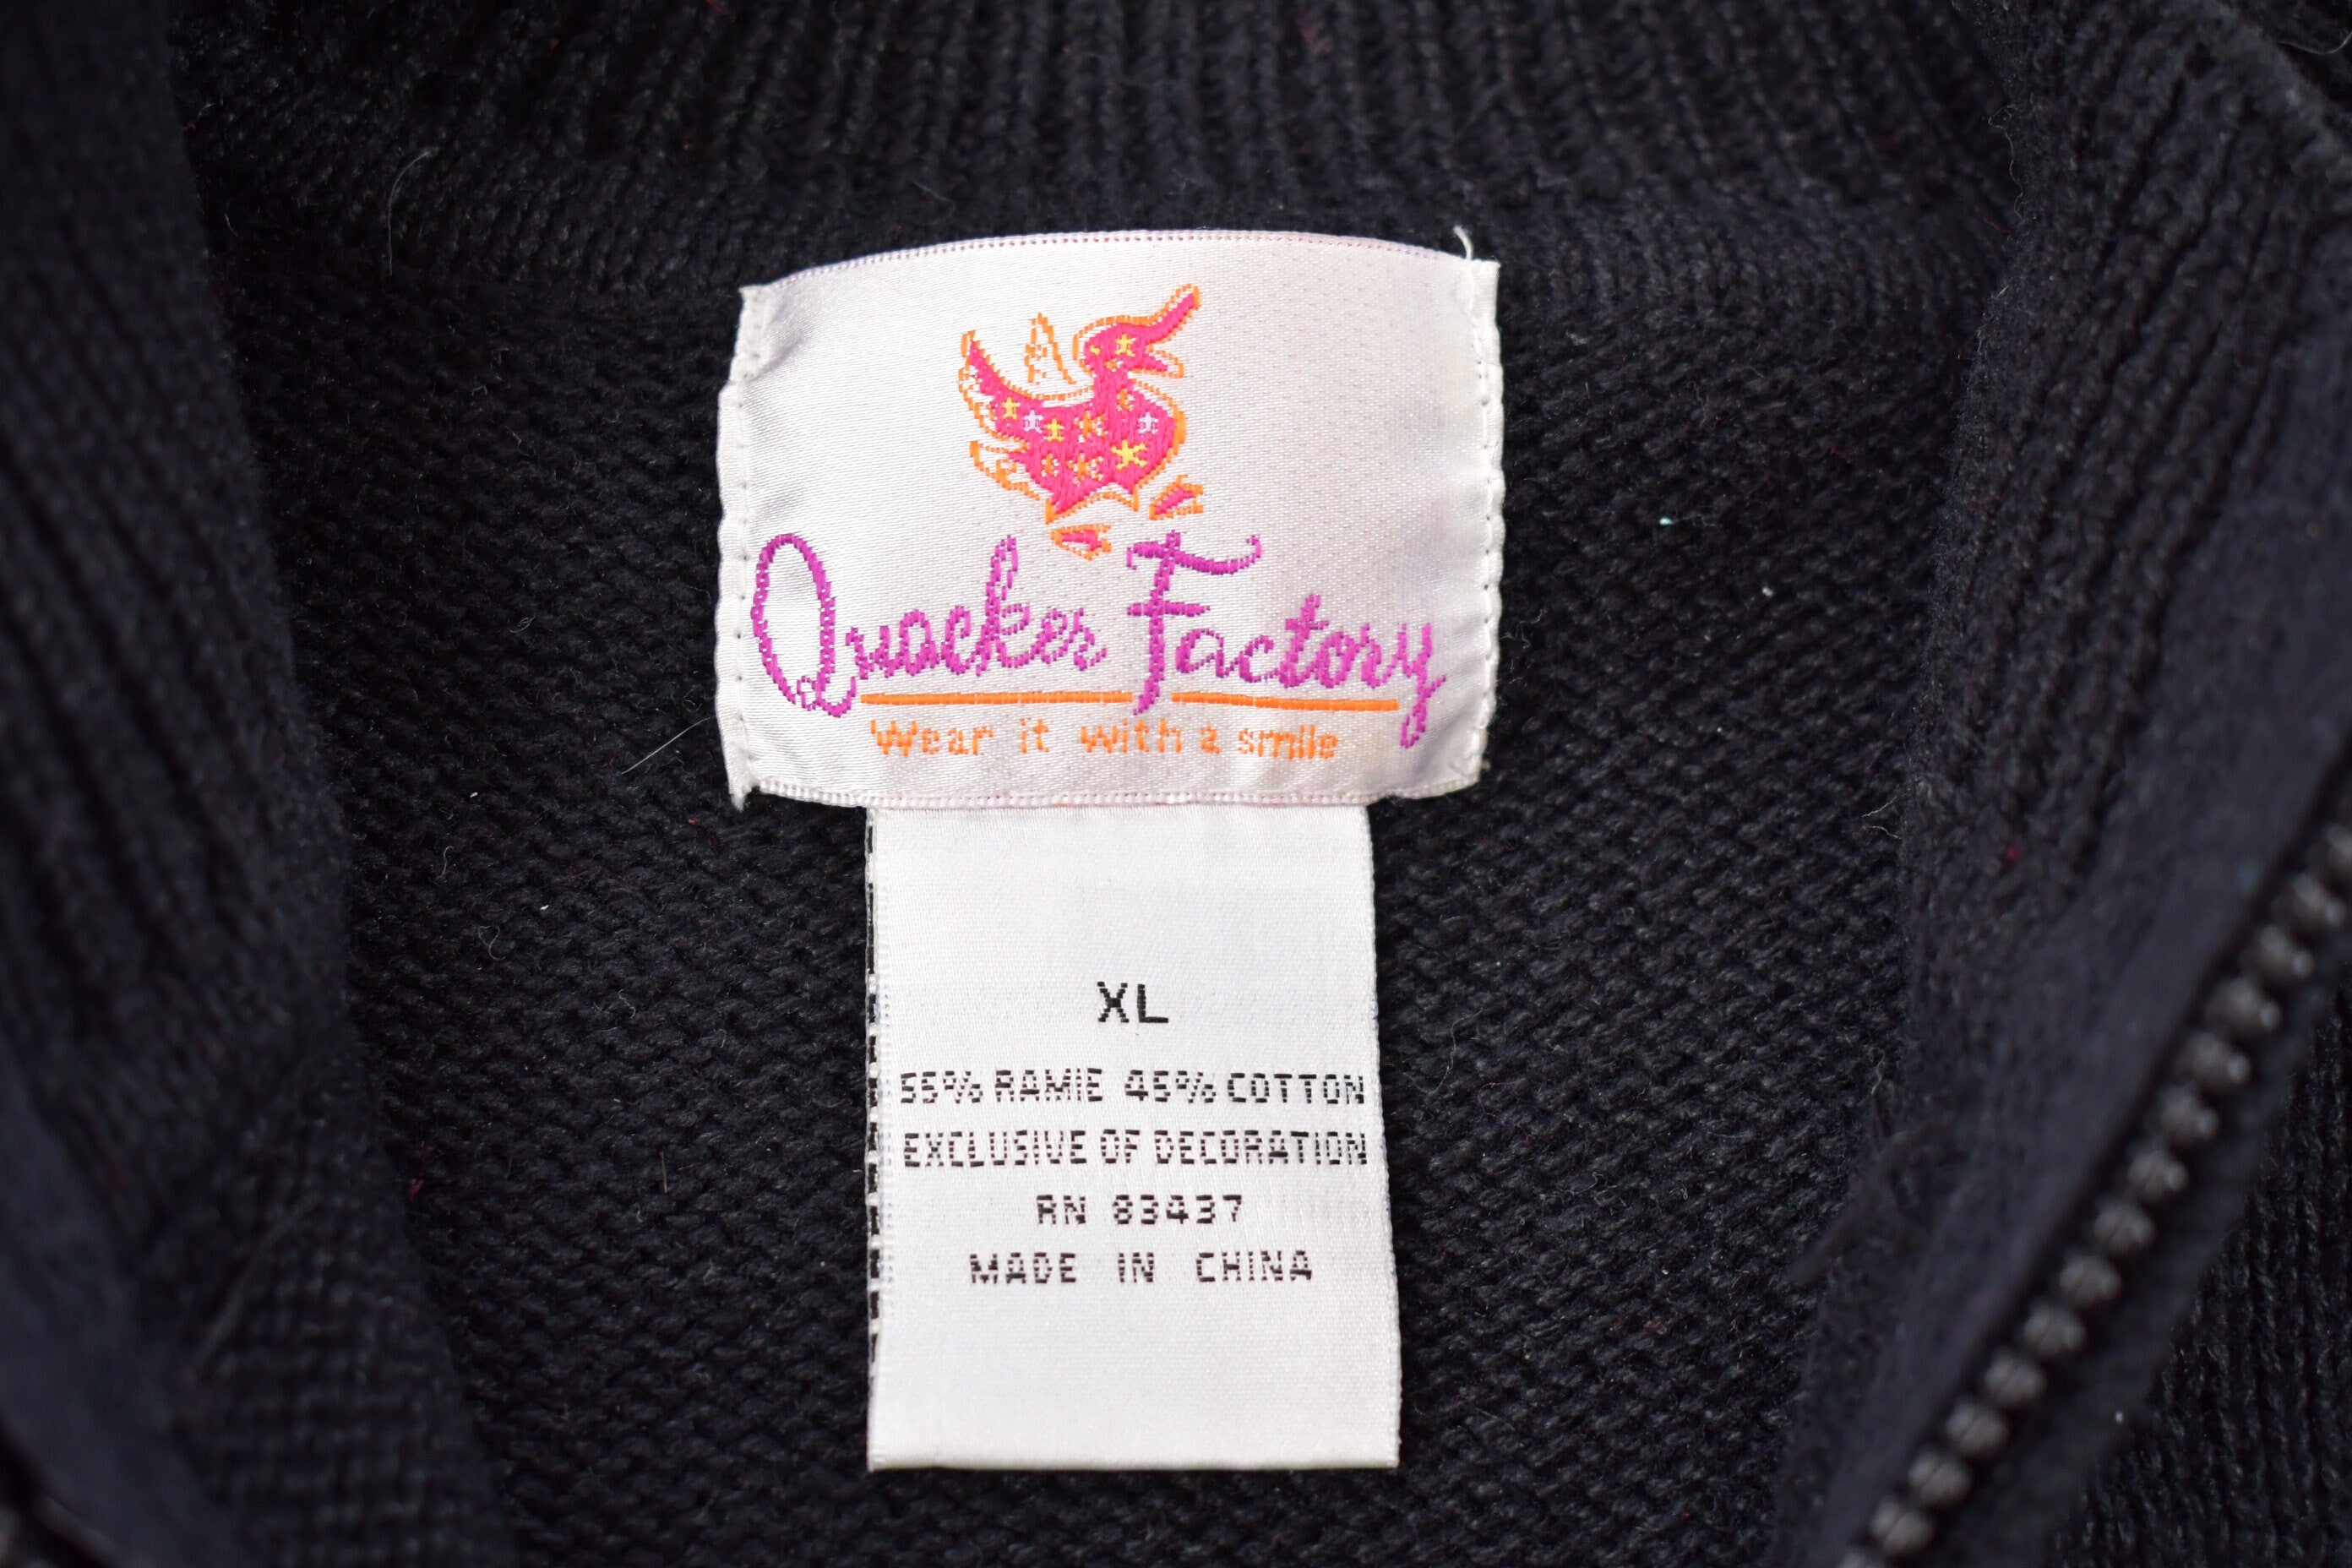 Quacker Factory
Wear it with a smile
XL
55% RAMIE 45% COTTON
EXCLUSIVE OF DECORATION
RN 83437
MADE IN CHINA